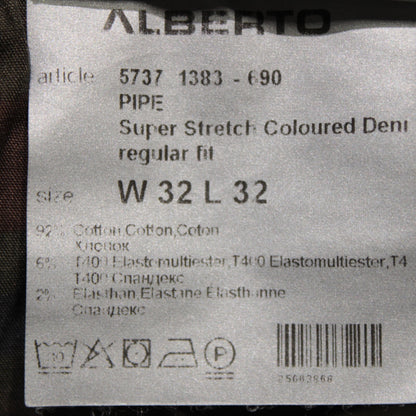 ALBERTO
article 5737 1383 - 690
PIPE
Super Stretch Coloured Deni
regular fit
size W 32 L 32
92% Cotton,Cotton,Coton
Хлопок
6% T400 Elastomultiester,T400 Elastomultiester,T4
T400 Спандекс
2% Elasthan,Elastane,Elasthanne
Спандекс
P